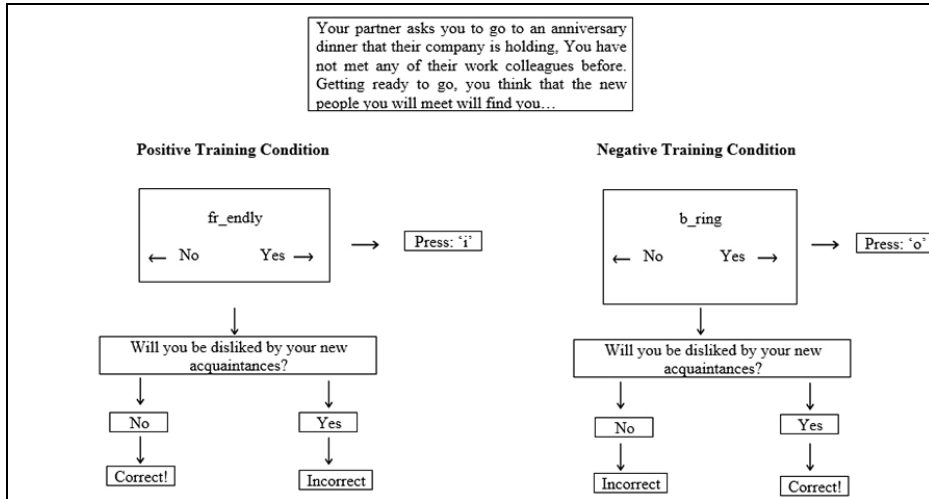 Your partner asks you to go to an anniversary
dinner that their company is holding, You have
not met any of their work colleagues before.
Getting ready to go, you think that the new
people you will meet will find you…
Positive Training Condition
Negative Training Condition
fr_endly
← No Yes →
Press: ‘i’
b_ring
← No Yes →
Press: ‘o’
Will you be disliked by your new
acquaintances?
Will you be disliked by your new
acquaintances?
No
Yes
No
Yes
Correct!
Incorrect
Incorrect
Correct!